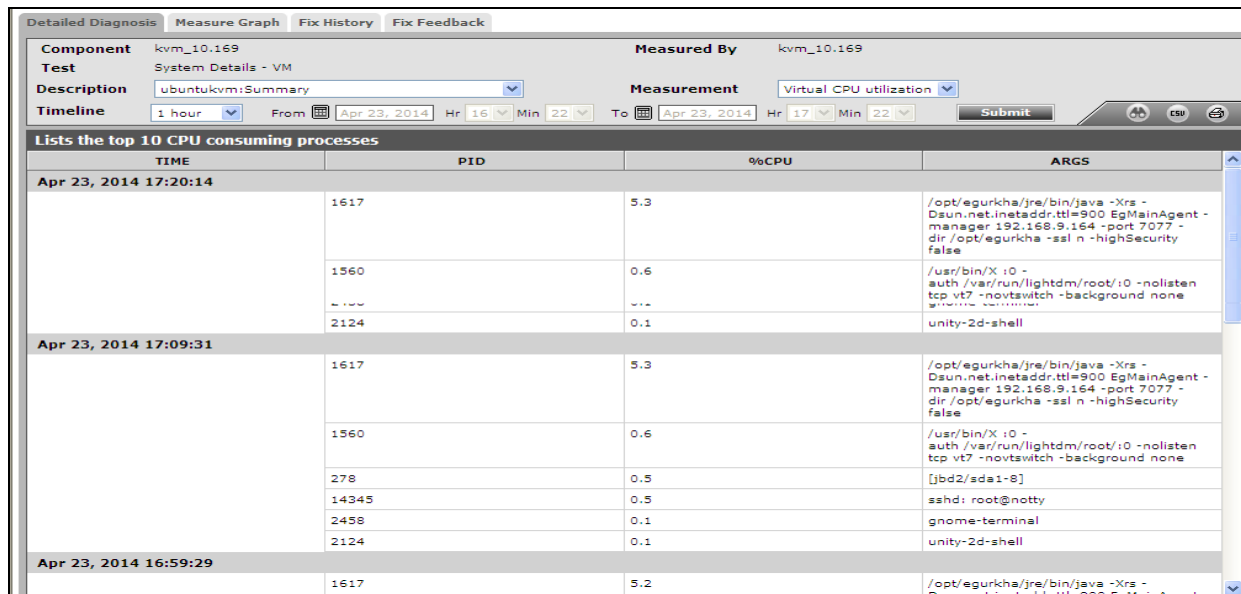 Detailed Diagnosis Measure Graph Fix History Fix Feedback
Component kvm_10.169 Measured By kvm_10.169
Test System Details - VM
Description ubuntukvm:Summary Measurement Virtual CPU utilization
Timeline 1 hour From Apr 23, 2014 Hr 16 Min 22 To Apr 23, 2014 Hr 17 Min 22 Submit CSV
Lists the top 10 CPU consuming processes
TIME PID %CPU ARGS
Apr 23, 2014 17:20:14
1617 5.3 /opt/egurkha/jre/bin/java -Xrs -
Dsun.net.inetaddr.ttl=900 EgMainAgent -
manager 192.168.9.164 -port 7077 -
dir /opt/egurkha -ssl n -highSecurity
false
1560 0.6 /usr/bin/X :0 -
auth /var/run/lightdm/root/:0 -nolisten
tcp vt7 -novtswitch -background none
2124 0.1 unity-2d-shell
Apr 23, 2014 17:09:31
1617 5.3 /opt/egurkha/jre/bin/java -Xrs -
Dsun.net.inetaddr.ttl=900 EgMainAgent -
manager 192.168.9.164 -port 7077 -
dir /opt/egurkha -ssl n -highSecurity
false
1560 0.6 /usr/bin/X :0 -
auth /var/run/lightdm/root/:0 -nolisten
tcp vt7 -novtswitch -background none
278 0.5 [jbd2/sda1-8]
14345 0.5 sshd: root@notty
2458 0.1 gnome-terminal
2124 0.1 unity-2d-shell
Apr 23, 2014 16:59:29
1617 5.2 /opt/egurkha/jre/bin/java -Xrs -